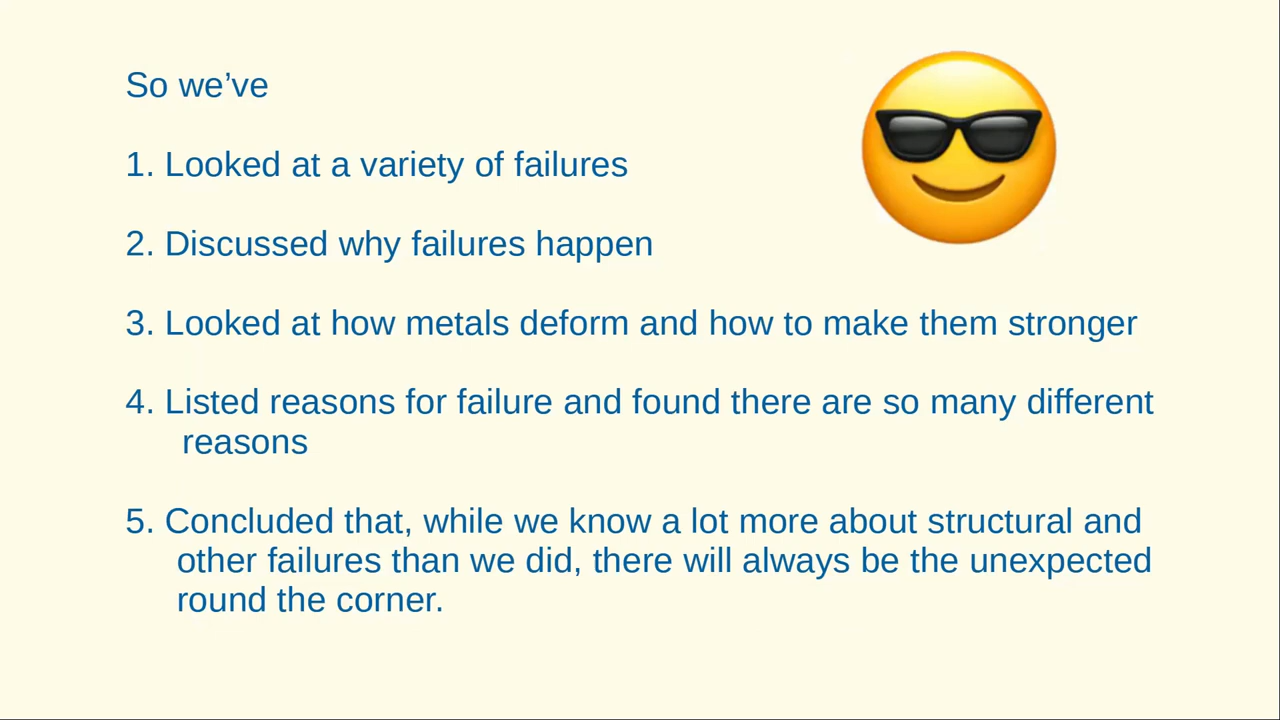 So we’ve
1. Looked at a variety of failures
2. Discussed why failures happen
3. Looked at how metals deform and how to make them stronger
4. Listed reasons for failure and found there are so many different
reasons
5. Concluded that, while we know a lot more about structural and
other failures than we did, there will always be the unexpected
round the corner.